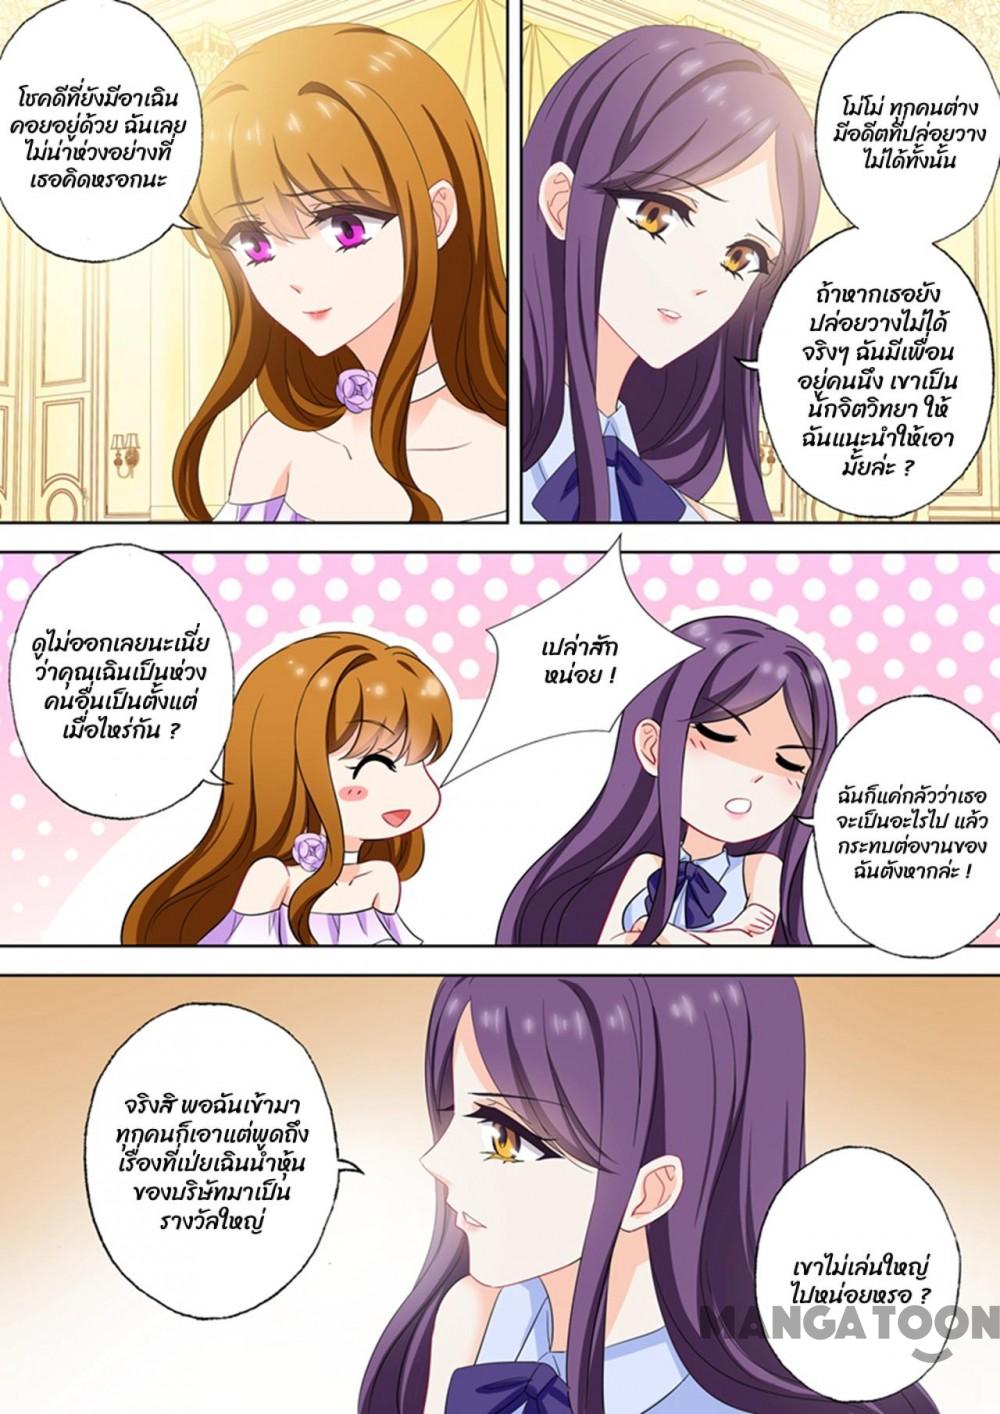 โชคดีที่ยังมีอาเฉิน
คอยอยู่ด้วย ฉันเลย
ไม่น่าห่วงอย่างที่
เธอคิดหรอกนะ
โม่โม่ ทุกคนต่าง
มีอดีตที่ปล่อยวาง
ไม่ได้ทั้งนั้น
ถ้าหากเธอยัง
ปล่อยวางไม่ได้
จริงๆ ฉันมีเพื่อน
อยู่คนนึง เขาเป็น
นักจิตวิทยา ให้
ฉันแนะนำให้เอา
มั้ยล่ะ ?
ดูไม่ออกเลยนะเนี่ย
ว่าคุณเฉินเป็นห่วง
คนอื่นเป็นตั้งแต่
เมื่อไหร่กัน ?
เปล่าสัก
หน่อย !
ฉันก็แค่กลัวว่าเธอ
จะเป็นอะไรไป แล้ว
กระทบต่องานของ
ฉันตังหากล่ะ !
จริงสิ พอฉันเข้ามา
ทุกคนก็เอาแต่พูดถึง
เรื่องที่เป่ยเฉินนำหุ้น
ของบริษัทมาเป็น
รางวัลใหญ่
เขาไม่เล่นใหญ่
ไปหน่อยหรอ ?
MANGATOON